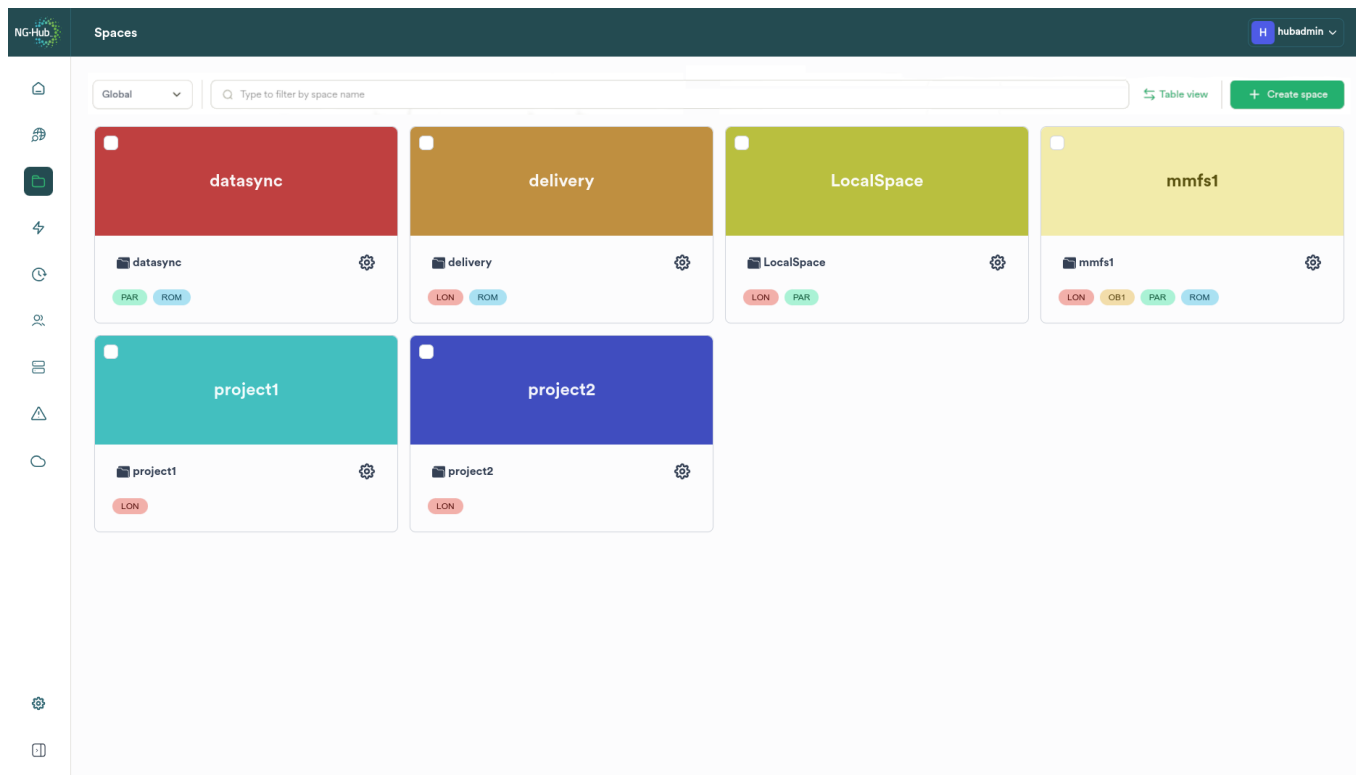 NG-Hub
Spaces
H hubadmin
Global
Type to filter by space name
Table view
+ Create space
datasync
delivery
LocalSpace
mmfs1
datasync
delivery
LocalSpace
mmfs1
PAR ROM
LON ROM
LON PAR
LON OB1 PAR ROM
project1
project2
project1
project2
LON
LON